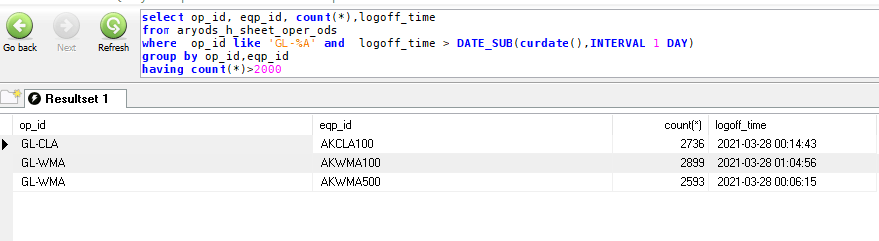 select op_id, eqp_id, count(*),logoff_time
from aryods_h_sheet_oper_ods
where op_id like 'GL-%A' and logoff_time > DATE_SUB(curdate(),INTERVAL 1 DAY)
group by op_id,eqp_id
having count(*)>2000
Go back Next Refresh
Resultset 1
op_id eqp_id count(*) logoff_time
GL-CLA AKCLA100 2736 2021-03-28 00:14:43
GL-WMA AKWMA100 2899 2021-03-28 01:04:56
GL-WMA AKWMA500 2593 2021-03-28 00:06:15